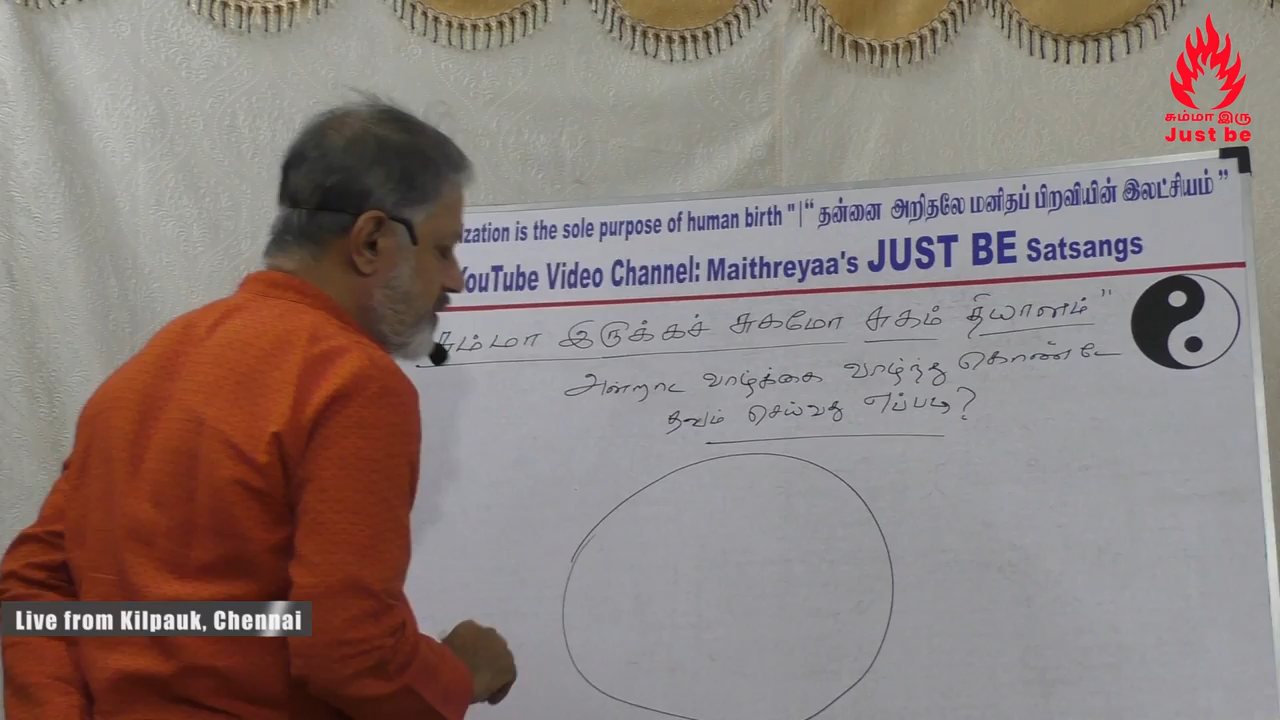 சும்மா இரு
Just be
ization is the sole purpose of human birth " | “ தன்னை அறிதலே மனிதப் பிறவியின் இலட்சியம் ”
YouTube Video Channel: Maithreyaa's JUST BE Satsangs
சும்மா இருக்கச் சுகமோ சுகம் தியானம்"
அன்றாட வாழ்க்கை வாழ்ந்து கொண்டே
தவம் செய்வது எப்படி?
Live from Kilpauk, Chennai